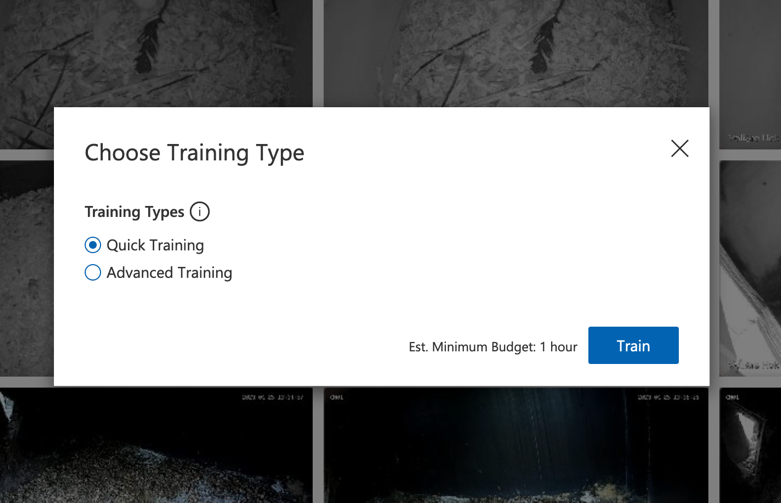 Choose Training Type
Training Types
Quick Training
Advanced Training
Est. Minimum Budget: 1 hour
Train